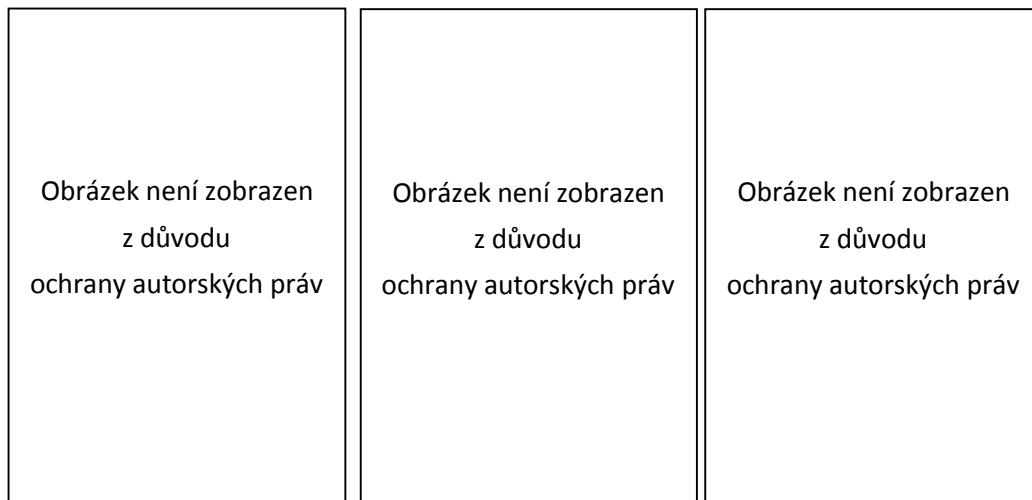 Obrázek není zobrazen
z důvodu
ochrany autorských práv
Obrázek není zobrazen
z důvodu
ochrany autorských práv
Obrázek není zobrazen
z důvodu
ochrany autorských práv